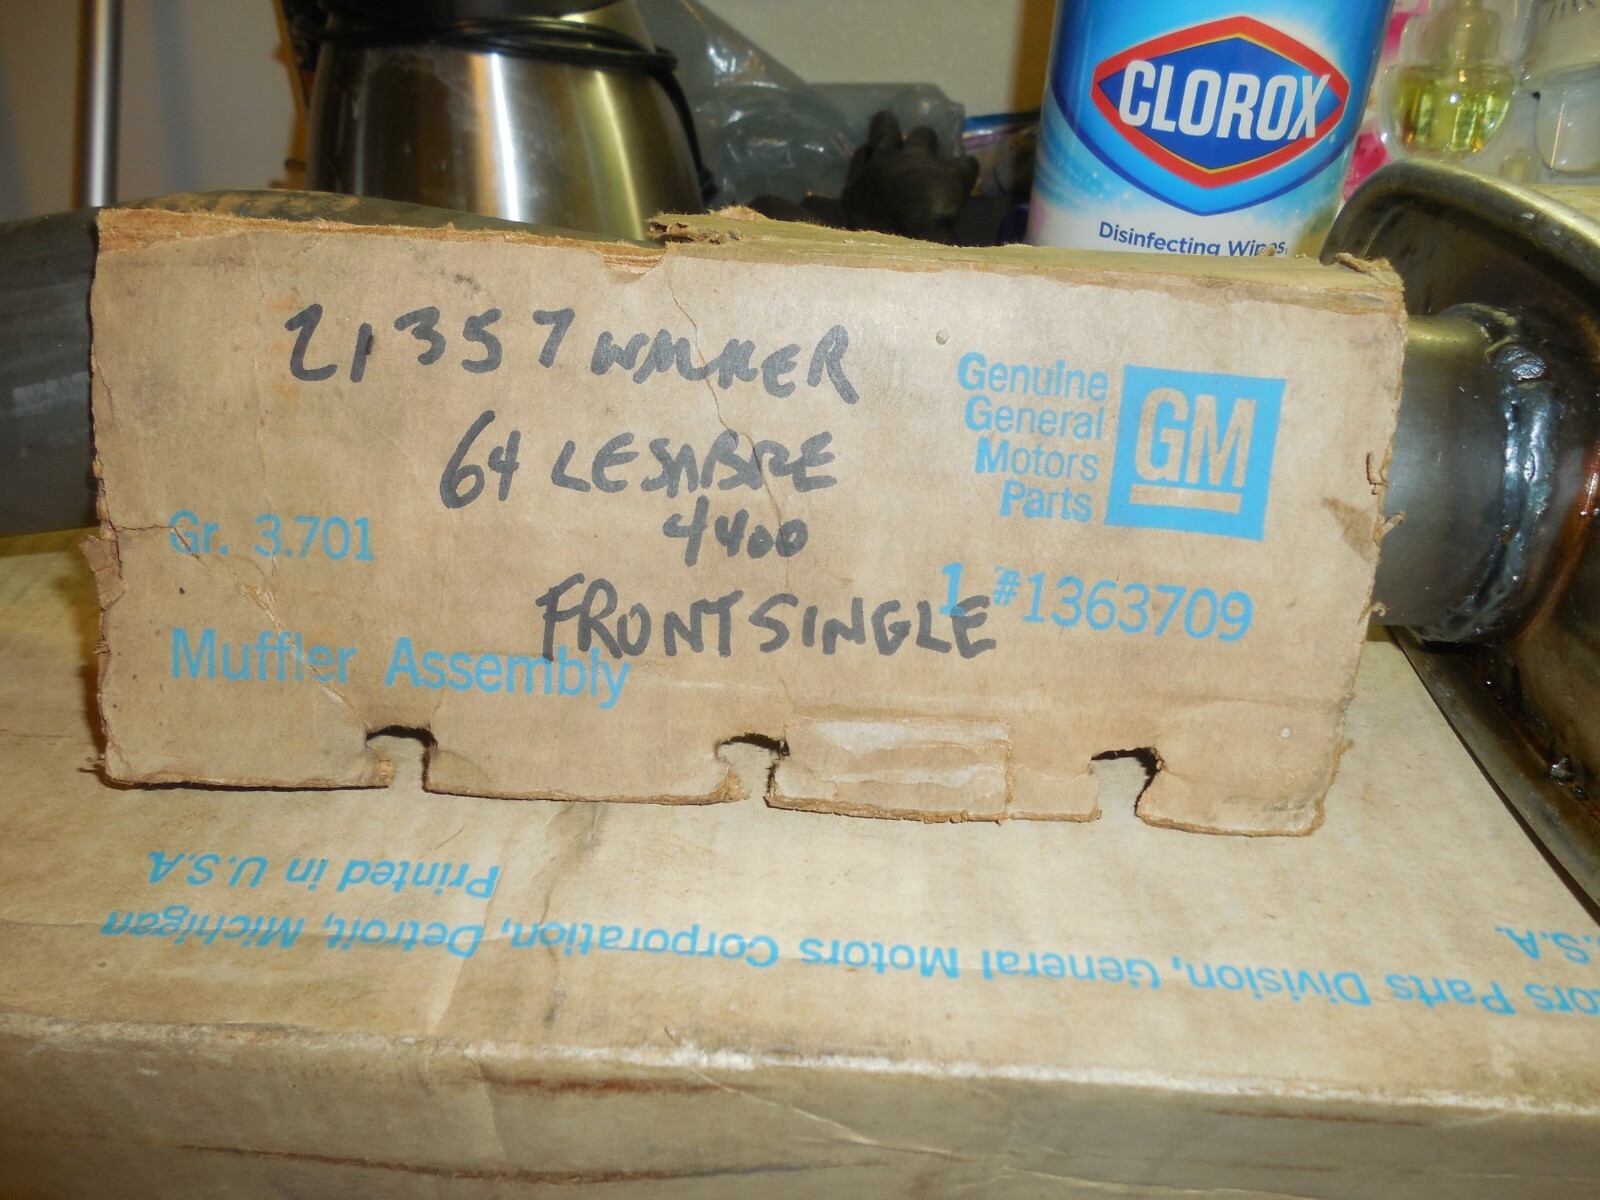 CLOROX
Disinfecting Wipes
21357 WALKER
64 LESABRE
4400
FRONT SINGLE
Genuine
General
Motors
Parts
GM
Gr. 3.701
1 #1363709
Muffler Assembly
tors Parts Division, General Motors Corporation, Detroit, Michigan
Printed in U.S.A.
.S.A.